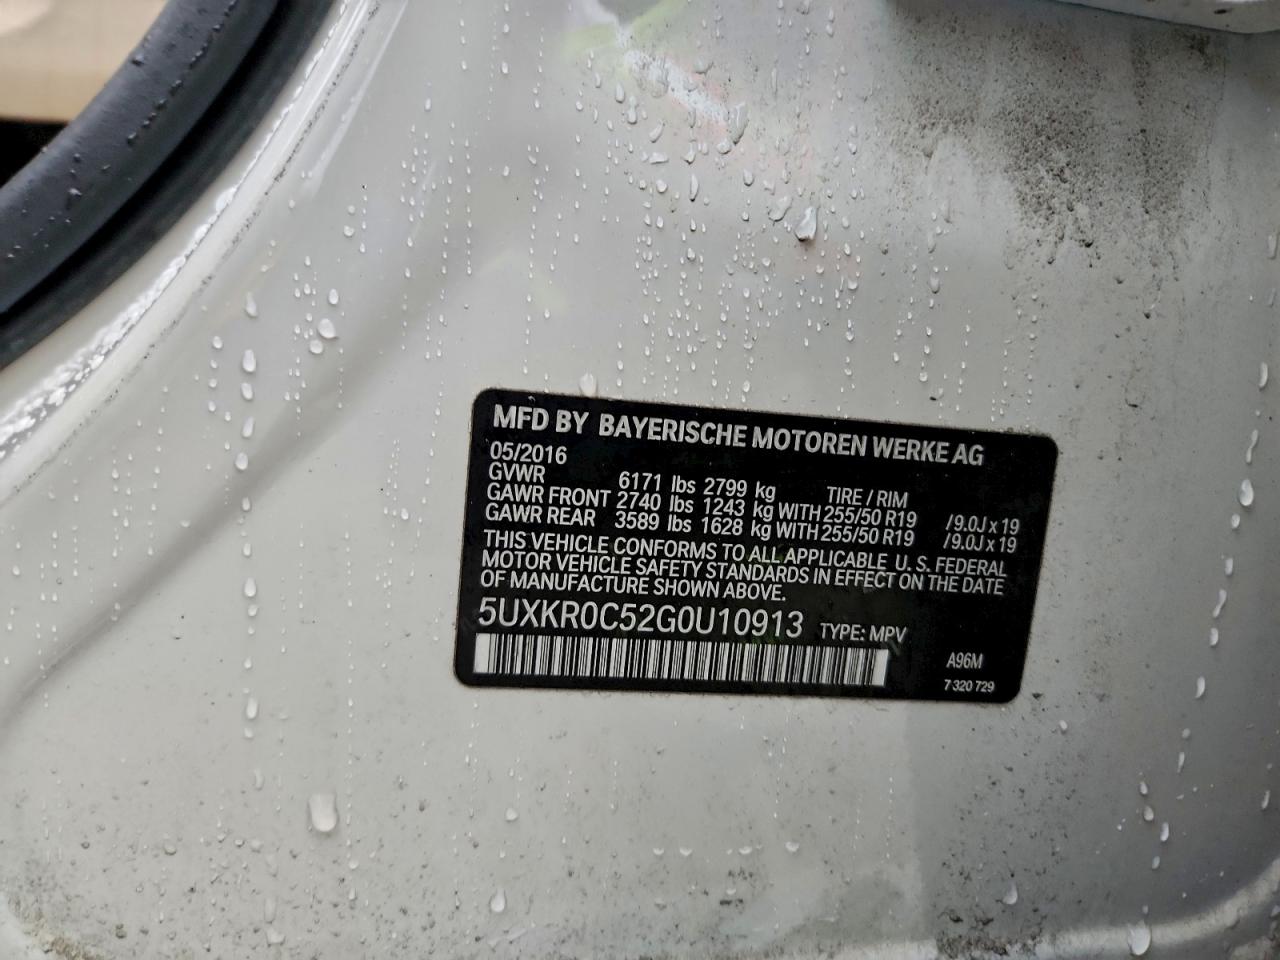 MFD BY BAYERISCHE MOTOREN WERKE AG
05/2016
GVWR 6171 lbs 2799 kg TIRE / RIM
GAWR FRONT 2740 lbs 1243 kg WITH 255/50 R19 /9.0J x 19
GAWR REAR 3589 lbs 1628 kg WITH 255/50 R19 /9.0J x 19
THIS VEHICLE CONFORMS TO ALL APPLICABLE U. S. FEDERAL
MOTOR VEHICLE SAFETY STANDARDS IN EFFECT ON THE DATE
OF MANUFACTURE SHOWN ABOVE.
5UXKR0C52G0U10913 TYPE: MPV
A96M
7 320 729